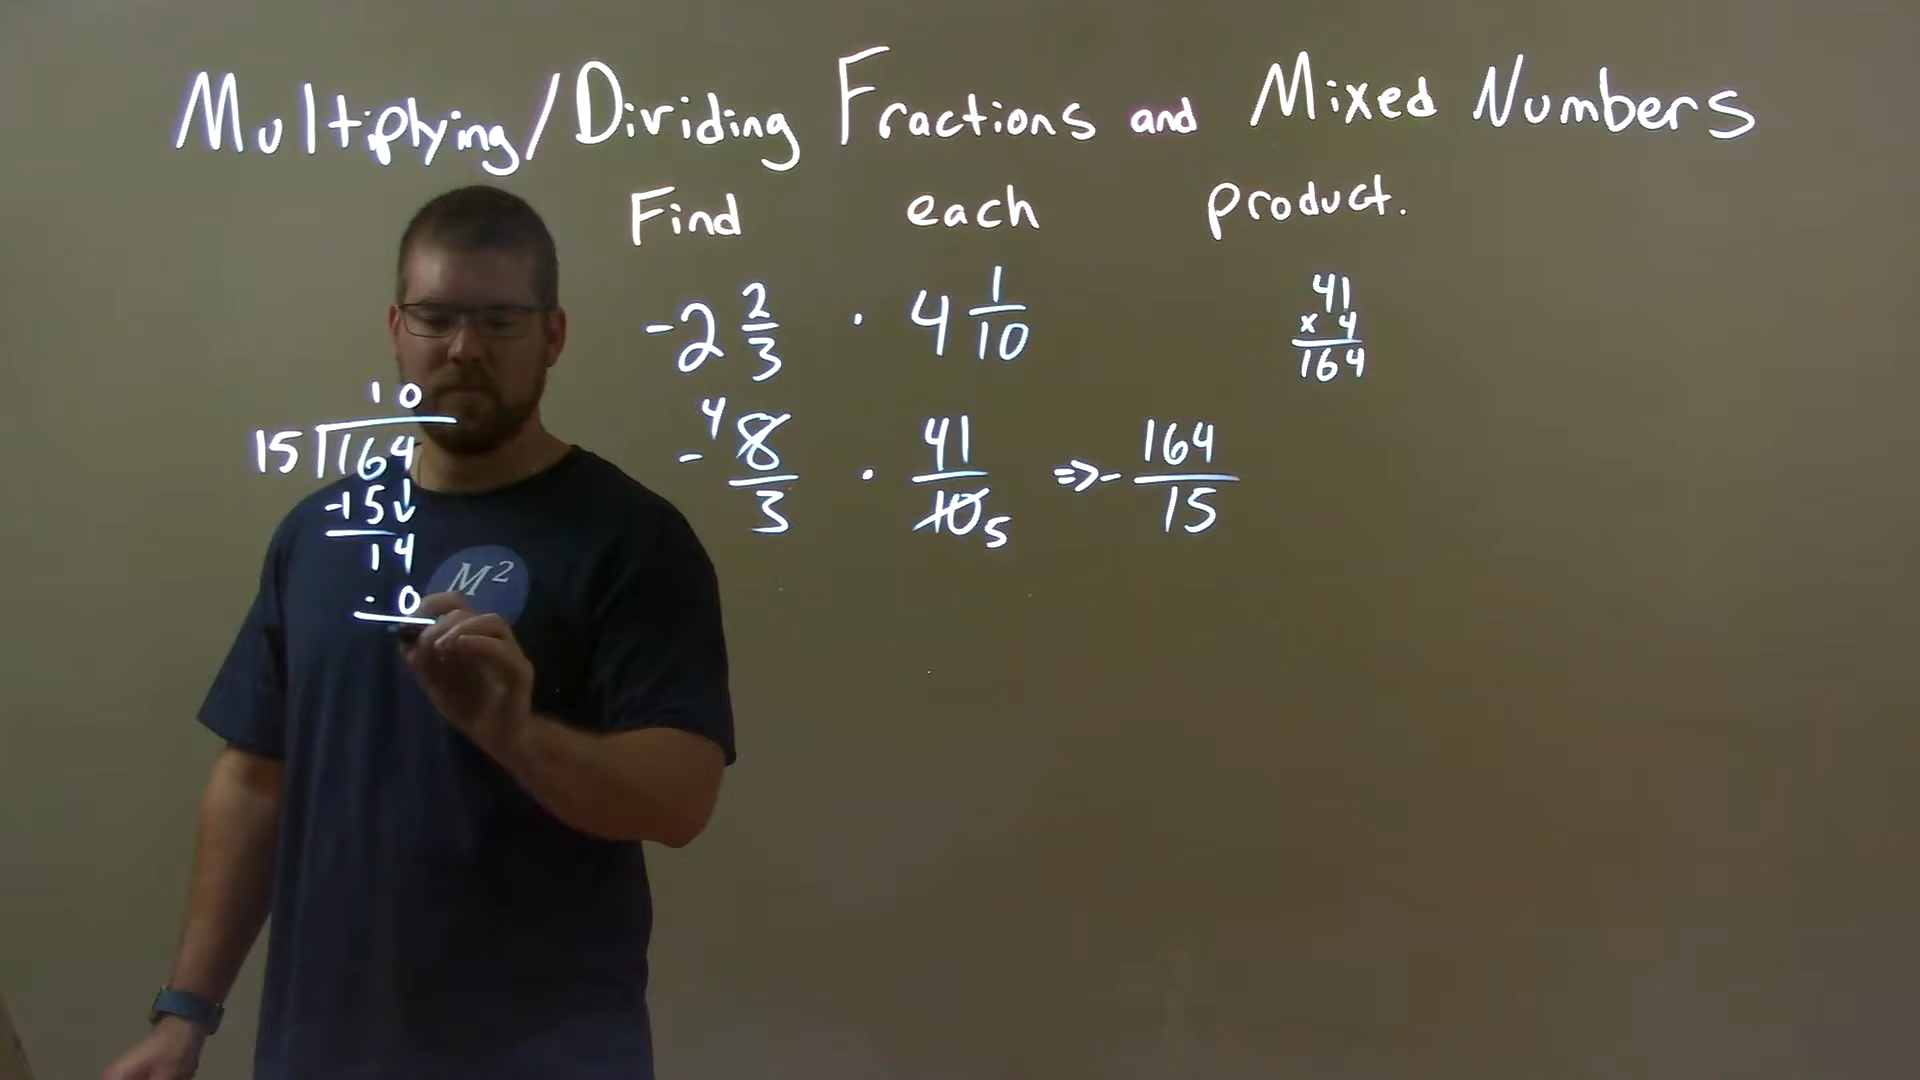 Multiplying/Dividing Fractions and Mixed Numbers
Find each product.
-2 2/3 · 4 1/10
41
x 4
164
4
- 8/3 · 41/10 5 => - 164/15
10
15 164
-15↓
14
- 0
M²